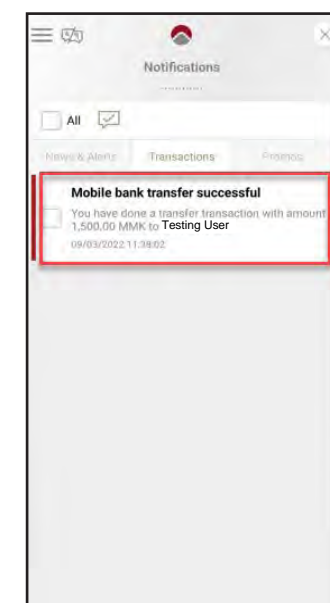 Notifications
All
News & Alerts Transactions Promos
Mobile bank transfer successful
You have done a transfer transaction with amount
1,500.00 MMK to Testing User
09/03/2022 11:38:02